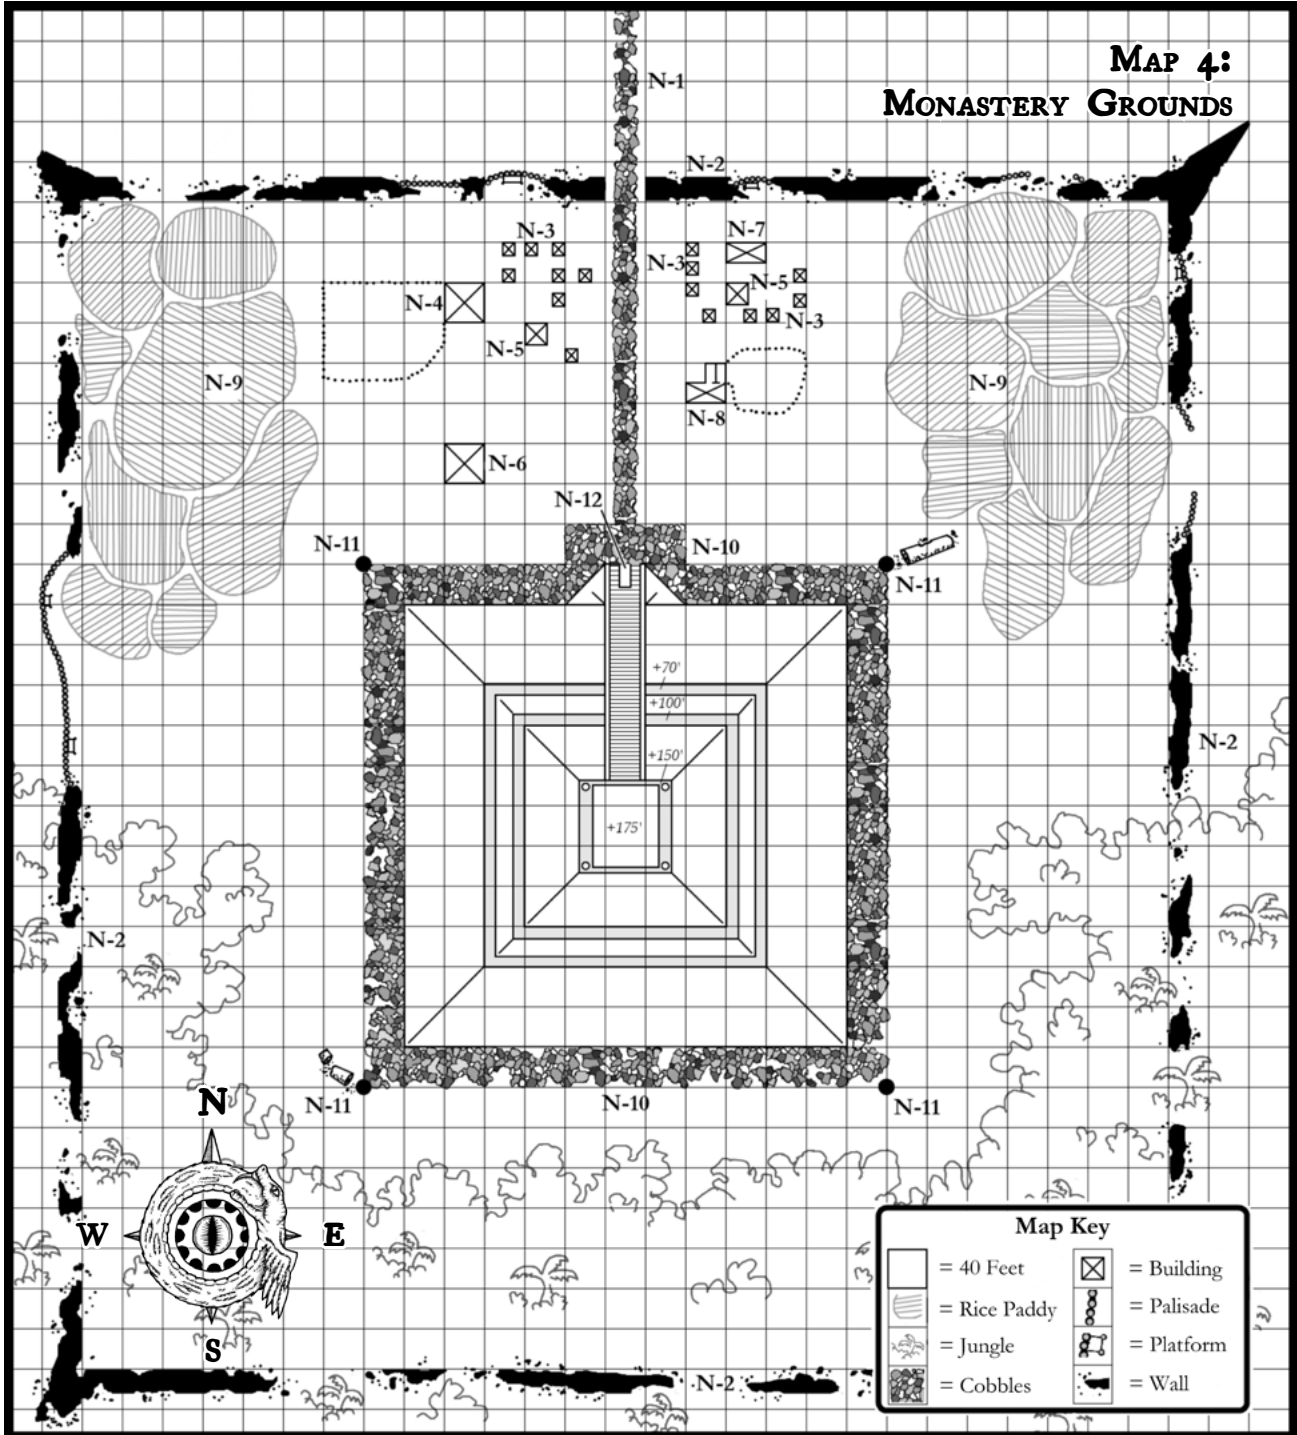 MAP 4:
MONASTERY GROUNDS
N-1
N-2
N-3
N-7
N-3
N-4
N-5
N-3
N-5
N-9
N-9
N-8
N-6
N-12
N-11
N-10
N-11
+70'
+100'
+150'
N-2
+175'
N-2
N-11
N-10
N-11
N
W
E
S
N-2
Map Key
= 40 Feet
= Building
= Rice Paddy
= Palisade
= Jungle
= Platform
= Cobbles
= Wall